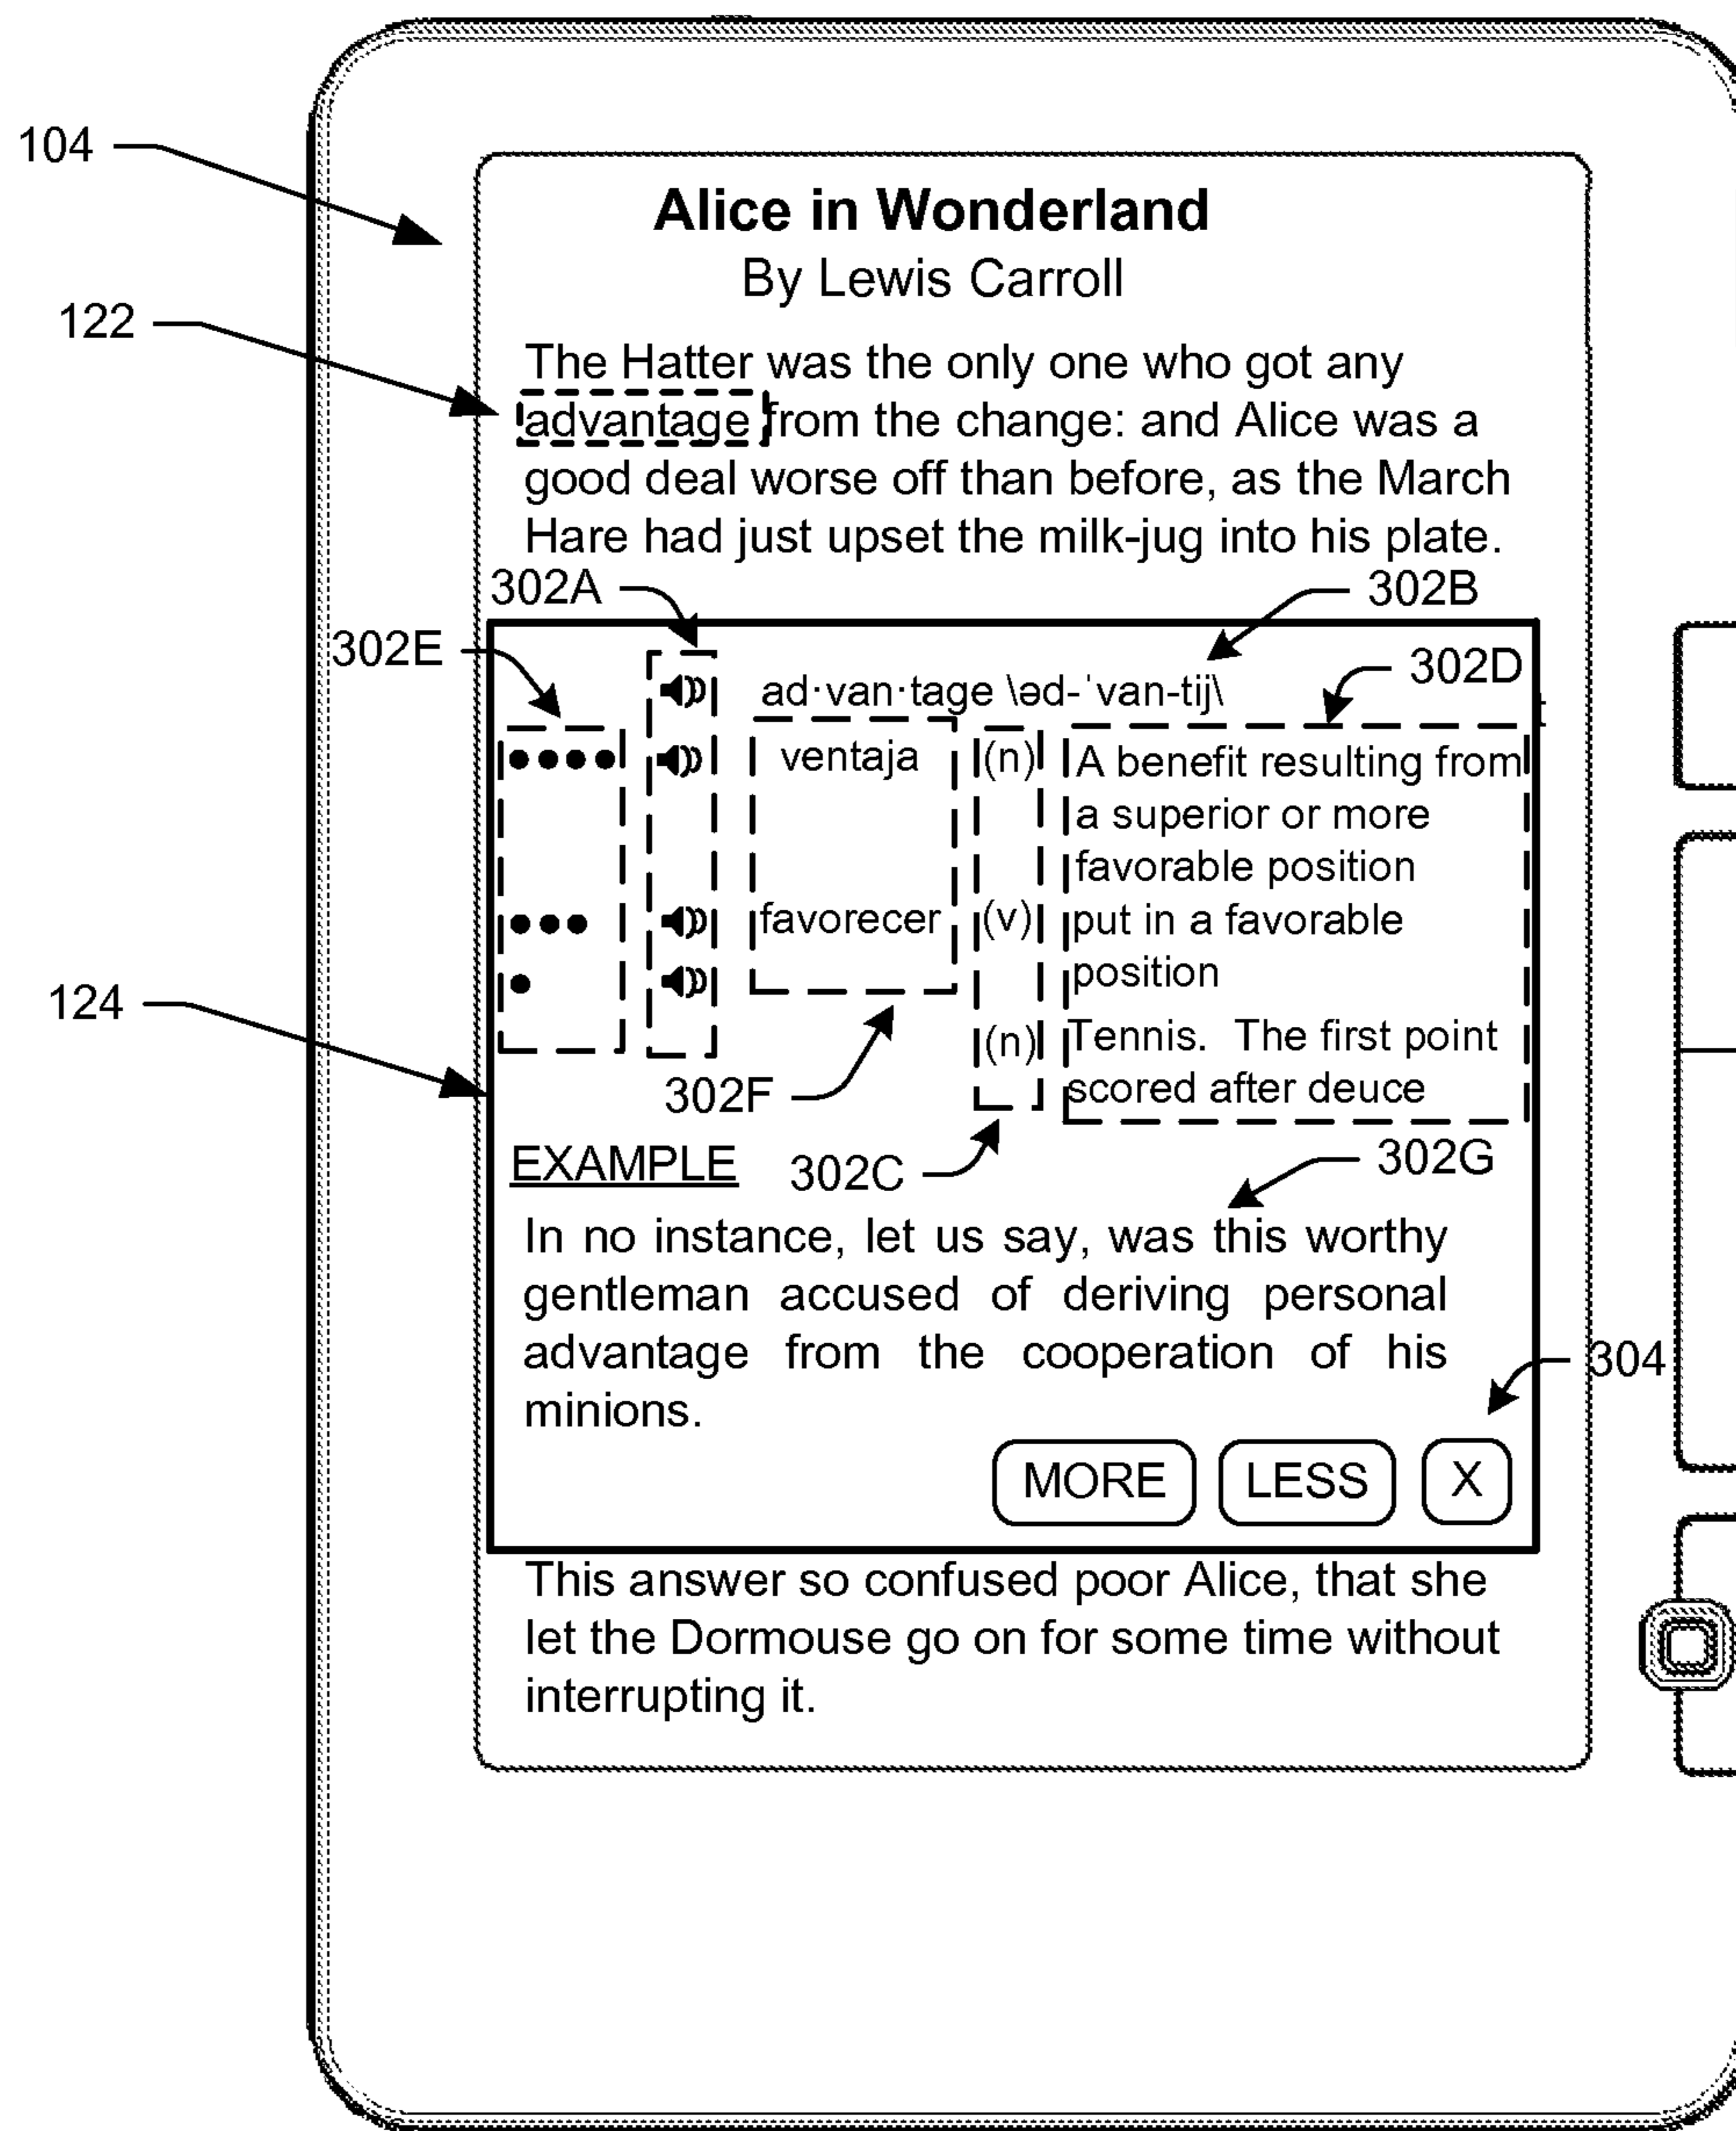 104
Alice in Wonderland
By Lewis Carroll
122
The Hatter was the only one who got any
advantage from the change: and Alice was a
good deal worse off than before, as the March
Hare had just upset the milk-jug into his plate.
302A
302B
302E
302D
ad·van·tage \əd-ˈvan-tij\
ventaja (n) A benefit resulting from
a superior or more
favorable position
favorecer (v) put in a favorable
position
124
(n) Tennis. The first point
scored after deuce
302F
EXAMPLE
302C
302G
In no instance, let us say, was this worthy
gentleman accused of deriving personal
advantage from the cooperation of his
minions.
304
MORE LESS X
This answer so confused poor Alice, that she
let the Dormouse go on for some time without
interrupting it.